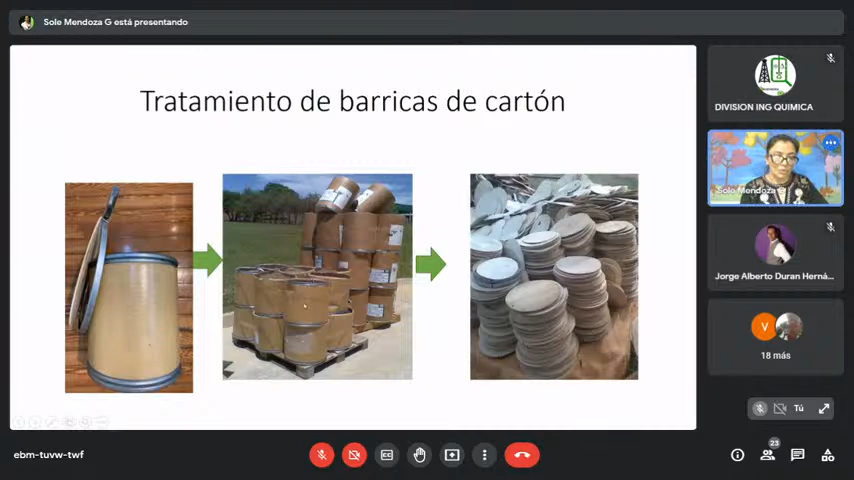 Sole Mendoza G está presentando
Tratamiento de barricas de cartón
DIVISION ING QUIMICA
Sole Mendoza G
Jorge Alberto Duran Herná...
V
18 más
Tú
ebm-tuvw-twf
23